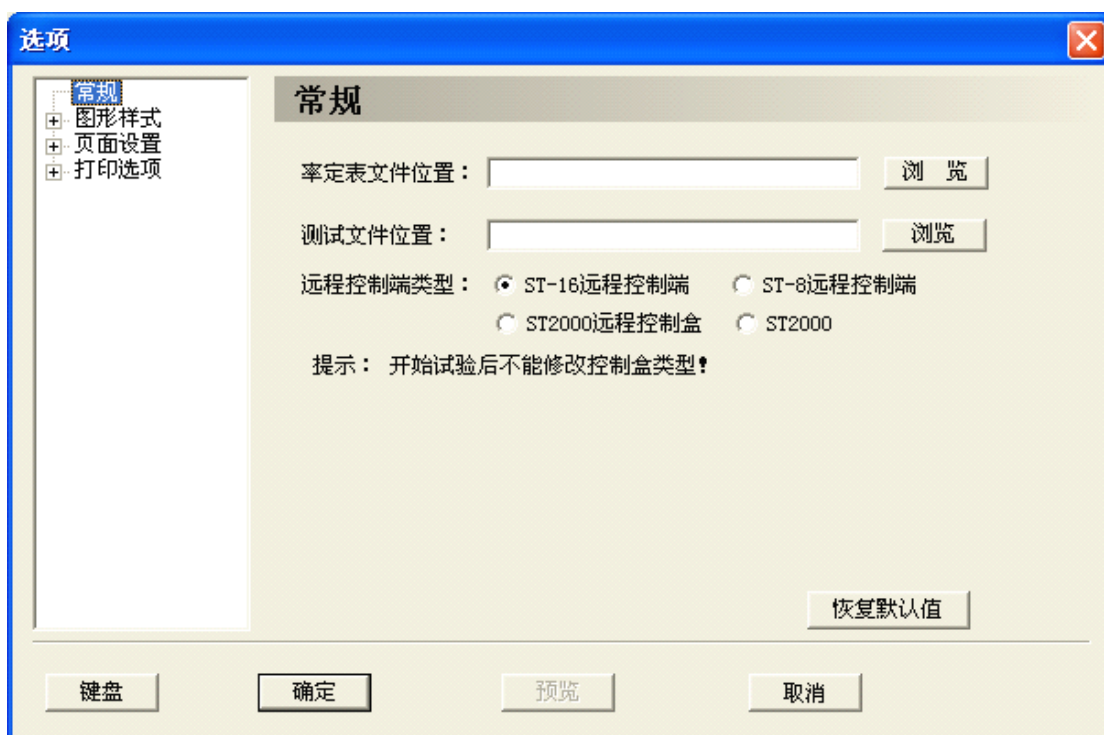 选项
常规
图形样式
页面设置
打印选项
常规
率定表文件位置： 浏 览
测试文件位置： 浏览
远程控制端类型： ST-16远程控制端 ST-8远程控制端
ST2000远程控制盒 ST2000
提示： 开始试验后不能修改控制盒类型!
恢复默认值
键盘 确定 预览 取消